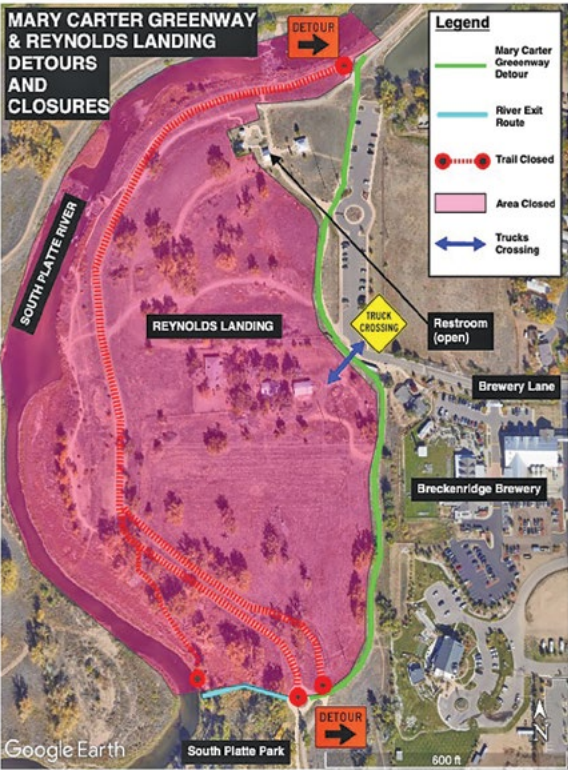 MARY CARTER GREENWAY
& REYNOLDS LANDING
DETOURS
AND
CLOSURES
DETOUR
Legend
Mary Carter
Greeenway
Detour
River Exit
Route
Trail Closed
Area Closed
Trucks
Crossing
SOUTH PLATTE RIVER
REYNOLDS LANDING
TRUCK
CROSSING
Restroom
(open)
Brewery Lane
Breckenridge Brewery
DETOUR
South Platte Park
Google Earth
N
600 ft